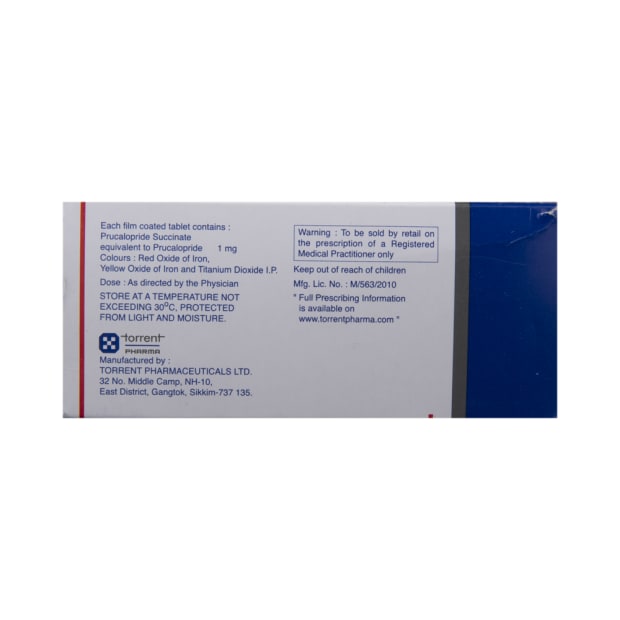 Each film coated tablet contains :
Prucalopride Succinate
equivalent to Prucalopride 1 mg
Colours : Red Oxide of Iron,
Yellow Oxide of Iron and Titanium Dioxide I.P.
Dose : As directed by the Physician
STORE AT A TEMPERATURE NOT
EXCEEDING 30⁰C, PROTECTED
FROM LIGHT AND MOISTURE.
torrent
PHARMA
Manufactured by :
TORRENT PHARMACEUTICALS LTD.
32 No. Middle Camp, NH-10,
East District, Gangtok, Sikkim-737 135.
Warning : To be sold by retail on
the prescription of a Registered
Medical Practitioner only
Keep out of reach of children
Mfg. Lic. No. : M/563/2010
" Full Prescribing Information
is available on
www.torrentpharma.com "